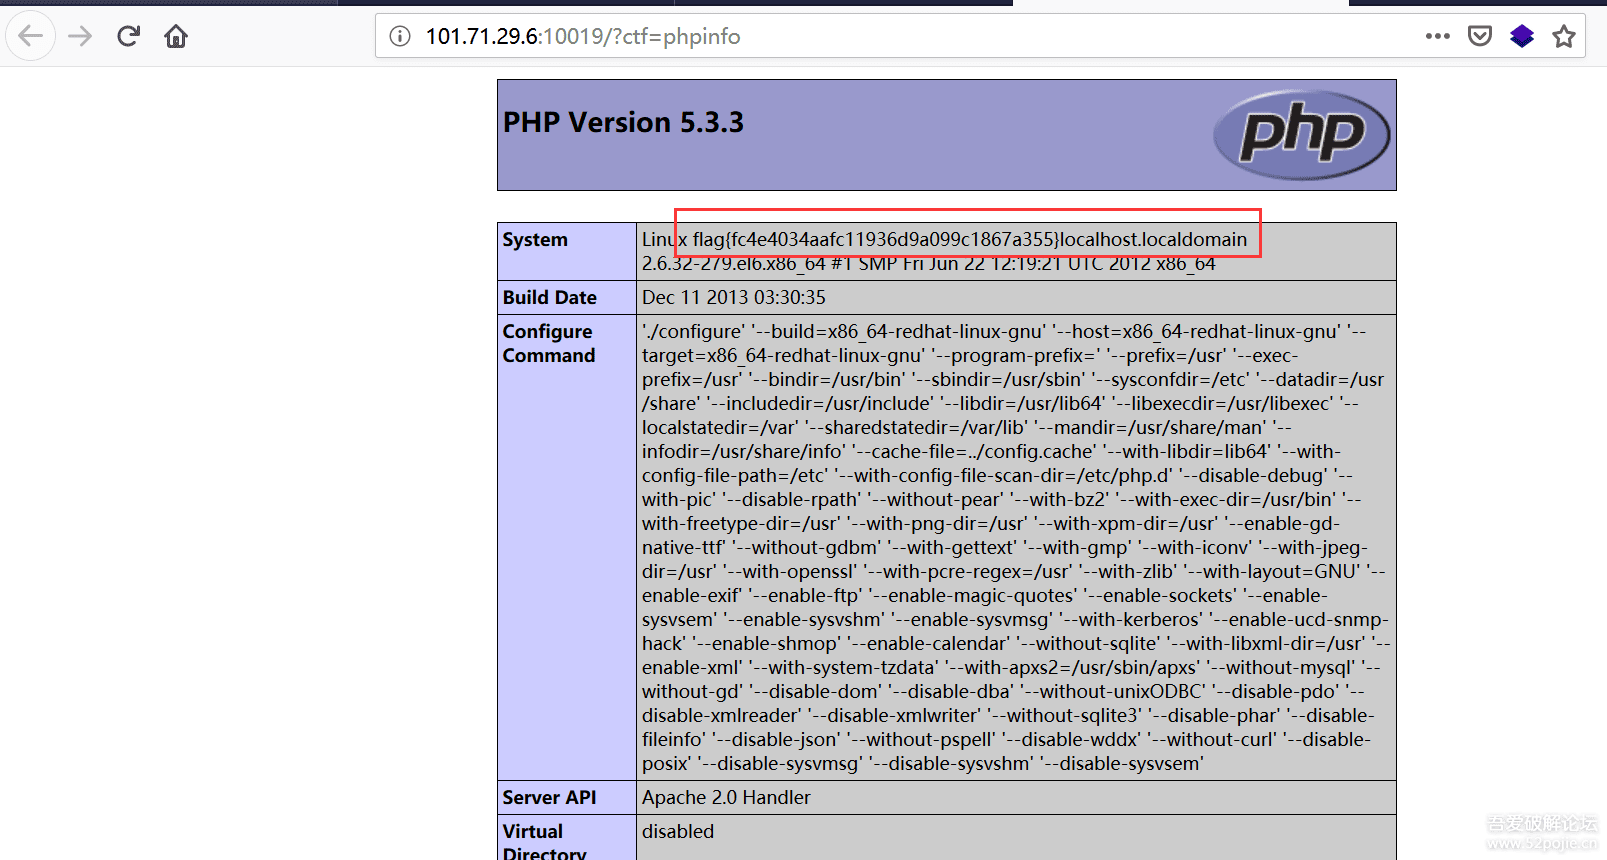 101.71.29.6:10019/?ctf=phpinfo
PHP Version 5.3.3
php
System
Linux flag{fc4e4034aafc11936d9a099c1867a355}localhost.localdomain
2.6.32-279.el6.x86_64 #1 SMP Fri Jun 22 12:19:21 UTC 2012 x86_64
Build Date
Dec 11 2013 03:30:35
Configure
Command
'./configure' '--build=x86_64-redhat-linux-gnu' '--host=x86_64-redhat-linux-gnu' '--
target=x86_64-redhat-linux-gnu' '--program-prefix=' '--prefix=/usr' '--exec-
prefix=/usr' '--bindir=/usr/bin' '--sbindir=/usr/sbin' '--sysconfdir=/etc' '--datadir=/usr
/share' '--includedir=/usr/include' '--libdir=/usr/lib64' '--libexecdir=/usr/libexec' '--
localstatedir=/var' '--sharedstatedir=/var/lib' '--mandir=/usr/share/man' '--
infodir=/usr/share/info' '--cache-file=../config.cache' '--with-libdir=lib64' '--with-
config-file-path=/etc' '--with-config-file-scan-dir=/etc/php.d' '--disable-debug' '--
with-pic' '--disable-rpath' '--without-pear' '--with-bz2' '--with-exec-dir=/usr/bin' '--
with-freetype-dir=/usr' '--with-png-dir=/usr' '--with-xpm-dir=/usr' '--enable-gd-
native-ttf' '--without-gdbm' '--with-gettext' '--with-gmp' '--with-iconv' '--with-jpeg-
dir=/usr' '--with-openssl' '--with-pcre-regex=/usr' '--with-zlib' '--with-layout=GNU' '--
enable-exif' '--enable-ftp' '--enable-magic-quotes' '--enable-sockets' '--enable-
sysvsem' '--enable-sysvshm' '--enable-sysvmsg' '--with-kerberos' '--enable-ucd-snmp-
hack' '--enable-shmop' '--enable-calendar' '--without-sqlite' '--with-libxml-dir=/usr' '--
enable-xml' '--with-system-tzdata' '--with-apxs2=/usr/sbin/apxs' '--without-mysql' '--
without-gd' '--disable-dom' '--disable-dba' '--without-unixODBC' '--disable-pdo' '--
disable-xmlreader' '--disable-xmlwriter' '--without-sqlite3' '--disable-phar' '--disable-
fileinfo' '--disable-json' '--without-pspell' '--disable-wddx' '--without-curl' '--disable-
posix' '--disable-sysvmsg' '--disable-sysvshm' '--disable-sysvsem'
Server API
Apache 2.0 Handler
Virtual
Directory
disabled
吾爱破解论坛
www.52pojie.cn